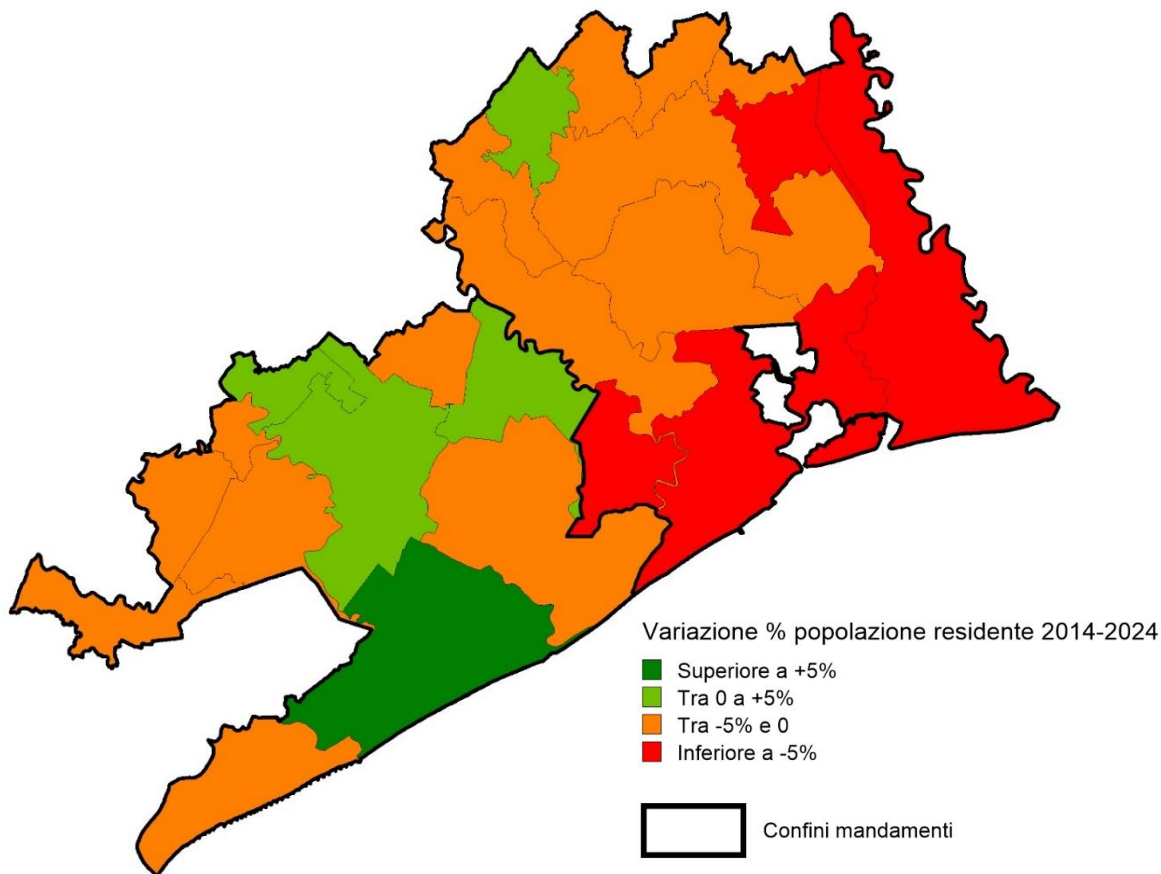 Variazione % popolazione residente 2014-2024
Superiore a +5%
Tra 0 a +5%
Tra -5% e 0
Inferiore a -5%
Confini mandamenti